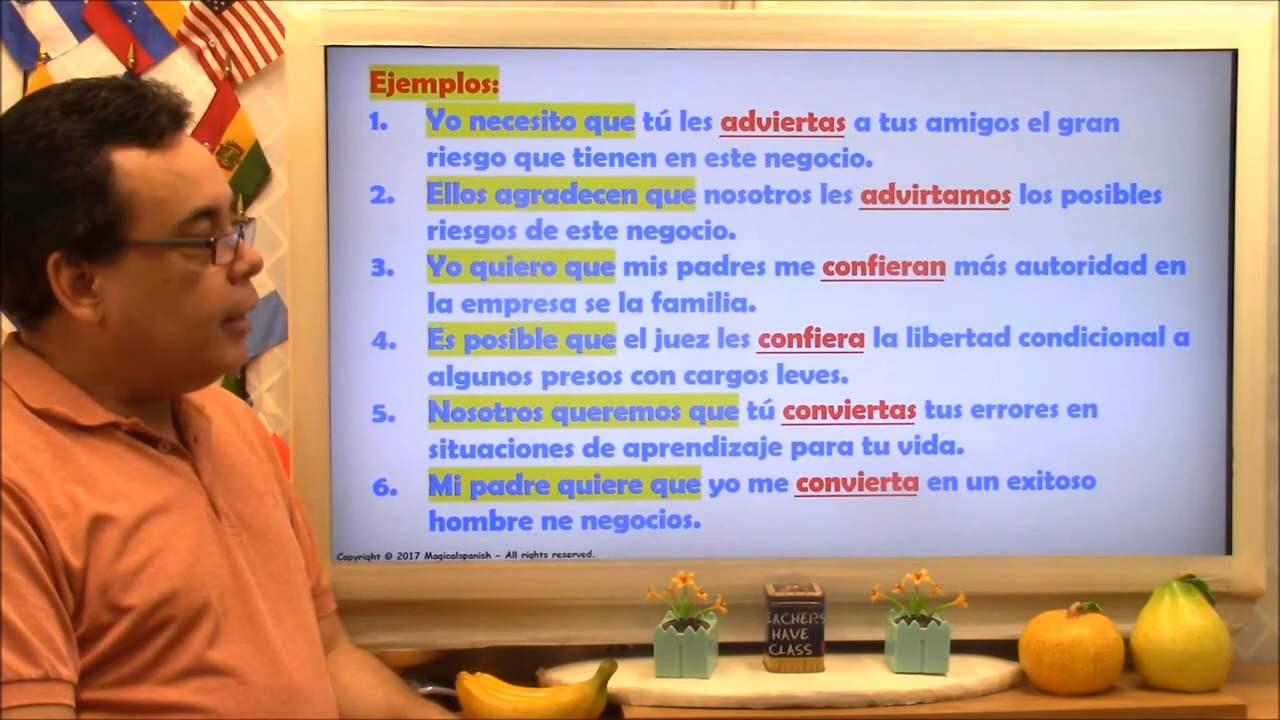 Ejemplos:
1. Yo necesito que tú les adviertas a tus amigos el gran
riesgo que tienen en este negocio.
2. Ellos agradecen que nosotros les advirtamos los posibles
riesgos de este negocio.
3. Yo quiero que mis padres me confieran más autoridad en
la empresa se la familia.
4. Es posible que el juez les confiera la libertad condicional a
algunos presos con cargos leves.
5. Nosotros queremos que tú conviertas tus errores en
situaciones de aprendizaje para tu vida.
6. Mi padre quiere que yo me convierta en un exitoso
hombre ne negocios.
Copyright © 2017 Magicalspanish - All rights reserved.
EACHERS
HAVE
CLASS